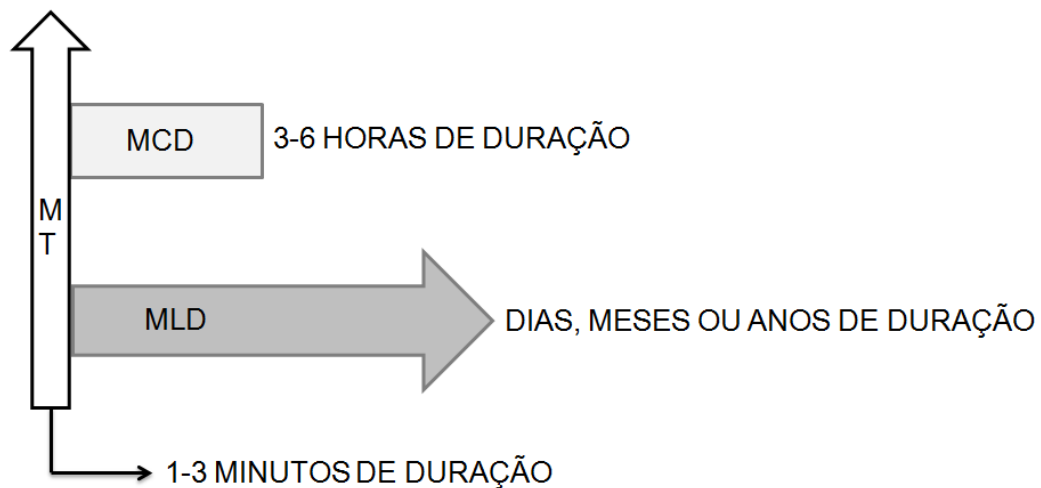 MCD
3-6 HORAS DE DURAÇÃO
M
T
MLD
DIAS, MESES OU ANOS DE DURAÇÃO
1-3 MINUTOS DE DURAÇÃO